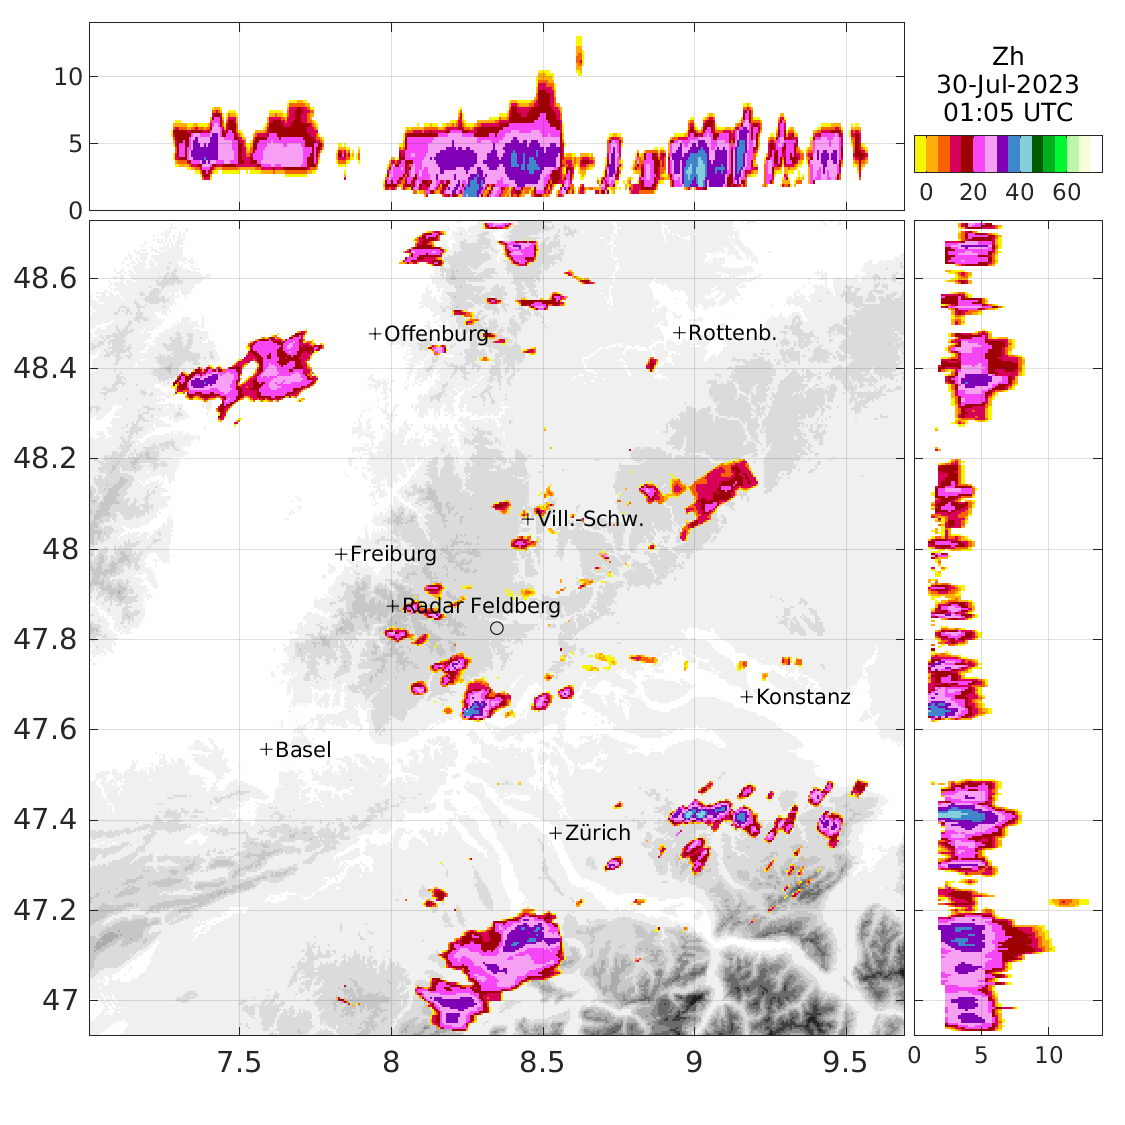 Zh
30-Jul-2023
01:05 UTC
0 20 40 60
10
5
0
48.6
48.4
48.2
48
47.8
47.6
47.4
47.2
47
+Offenburg
+Rottenb.
+Vill.-Schw.
+Freiburg
+Radar Feldberg
+Konstanz
+Basel
+Zürich
7.5 8 8.5 9 9.5
0 5 10